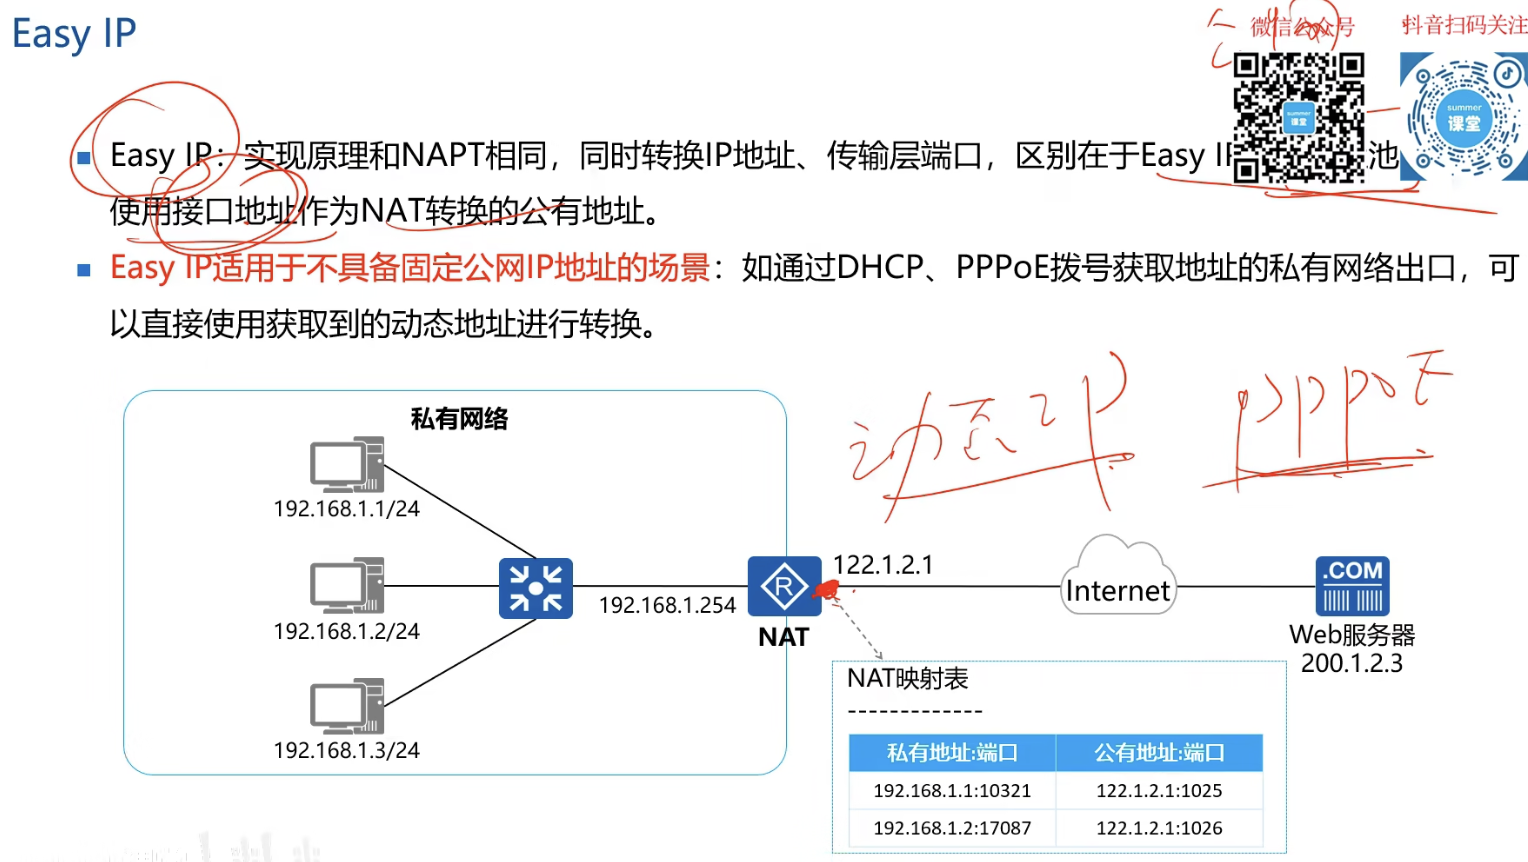 Easy IP
微信公众号
抖音扫码关注
summer
课堂
summer
课堂
Easy IP：实现原理和NAPT相同，同时转换IP地址、传输层端口，区别在于Easy 池
使用接口地址作为NAT转换的公有地址。
Easy IP适用于不具备固定公网IP地址的场景：如通过DHCP、PPPoE拨号获取地址的私有网络出口，可
以直接使用获取到的动态地址进行转换。
动态IP
PPPoE
私有网络
192.168.1.1/24
192.168.1.2/24
192.168.1.3/24
192.168.1.254
R
NAT
122.1.2.1
Internet
.COM
Web服务器
200.1.2.3
NAT映射表
-------------
私有地址:端口 公有地址:端口
192.168.1.1:10321 122.1.2.1:1025
192.168.1.2:17087 122.1.2.1:1026